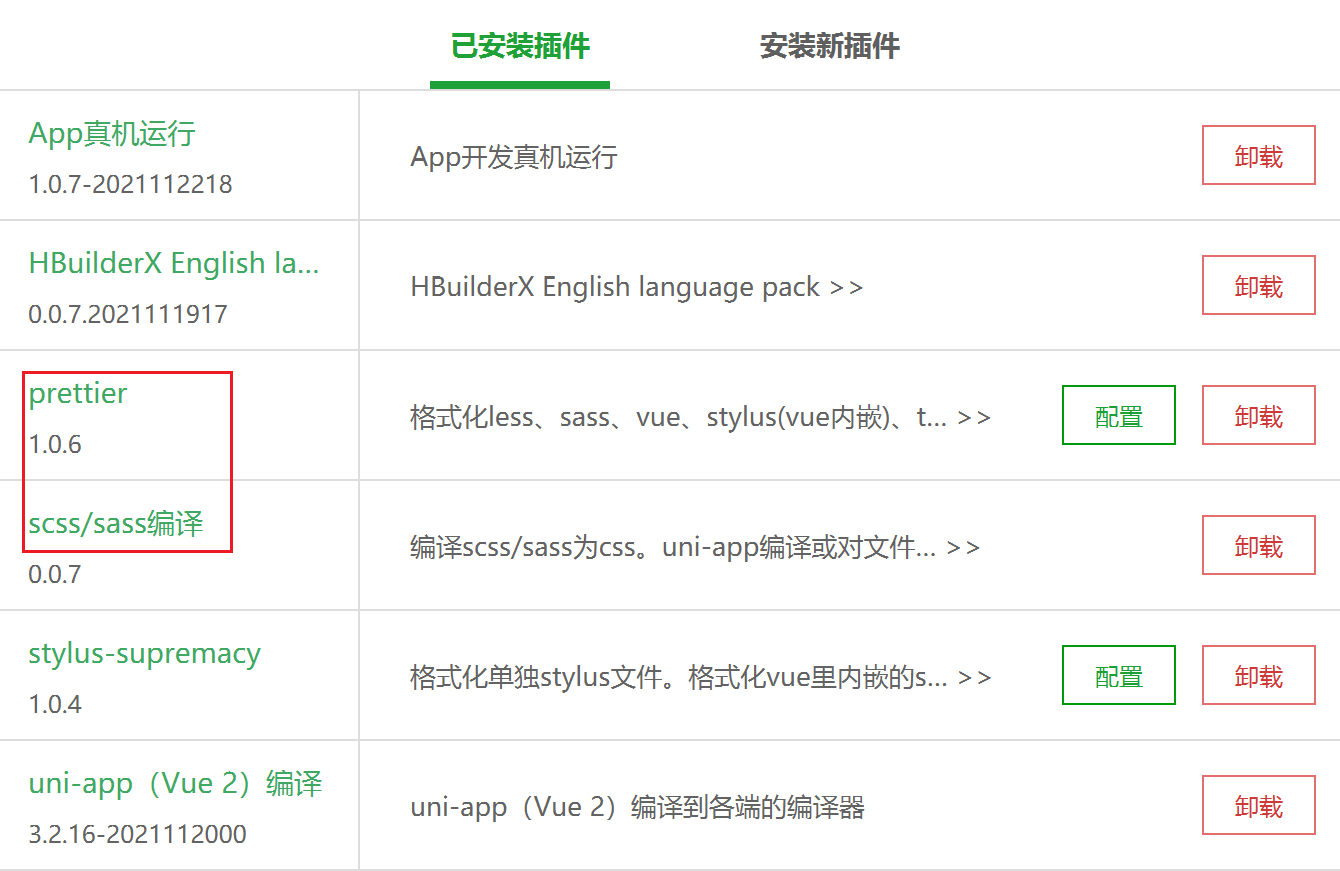 已安装插件 安装新插件
App真机运行
1.0.7-2021112218
App开发真机运行
卸载
HBuilderX English la...
0.0.7.2021111917
HBuilderX English language pack >>
卸载
prettier
1.0.6
格式化less、sass、vue、stylus(vue内嵌)、t... >>
配置 卸载
scss/sass编译
0.0.7
编译scss/sass为css。uni-app编译或对文件... >>
卸载
stylus-supremacy
1.0.4
格式化单独stylus文件。格式化vue里内嵌的s... >>
配置 卸载
uni-app（Vue 2）编译
3.2.16-2021112000
uni-app（Vue 2）编译到各端的编译器
卸载